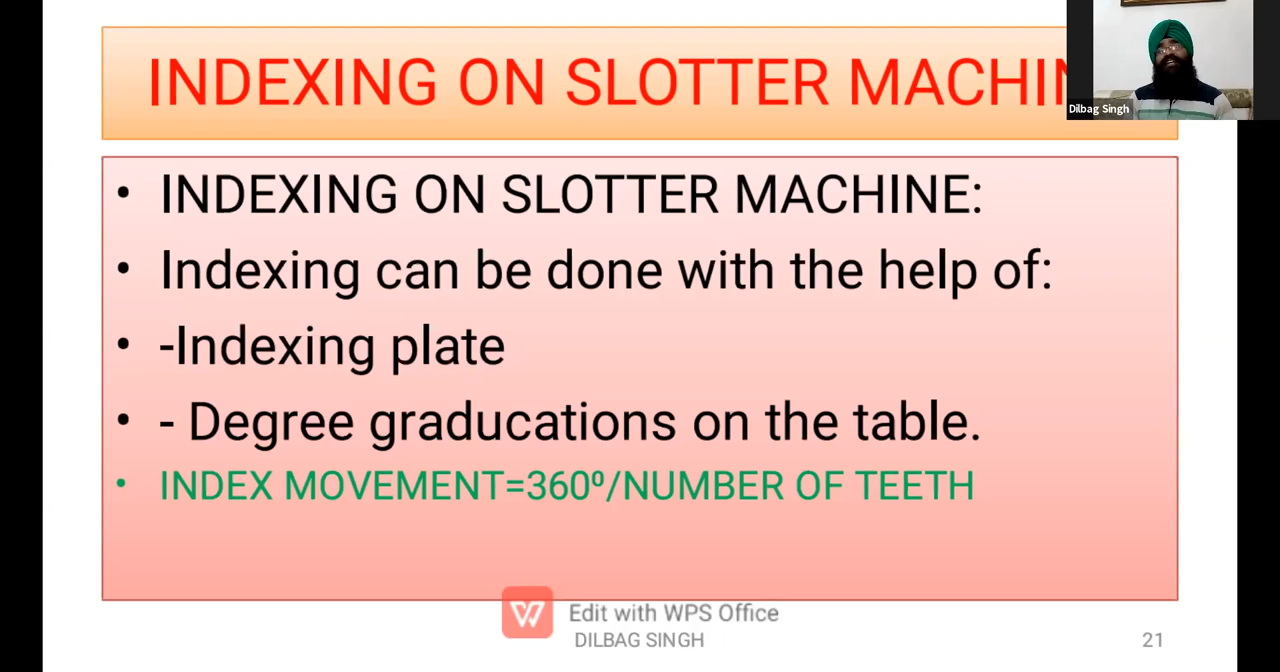 INDEXING ON SLOTTER MACHIN
Dilbag Singh
• INDEXING ON SLOTTER MACHINE:
• Indexing can be done with the help of:
• -Indexing plate
• - Degree graducations on the table.
• INDEX MOVEMENT=360⁰/NUMBER OF TEETH
Edit with WPS Office
DILBAG SINGH
21